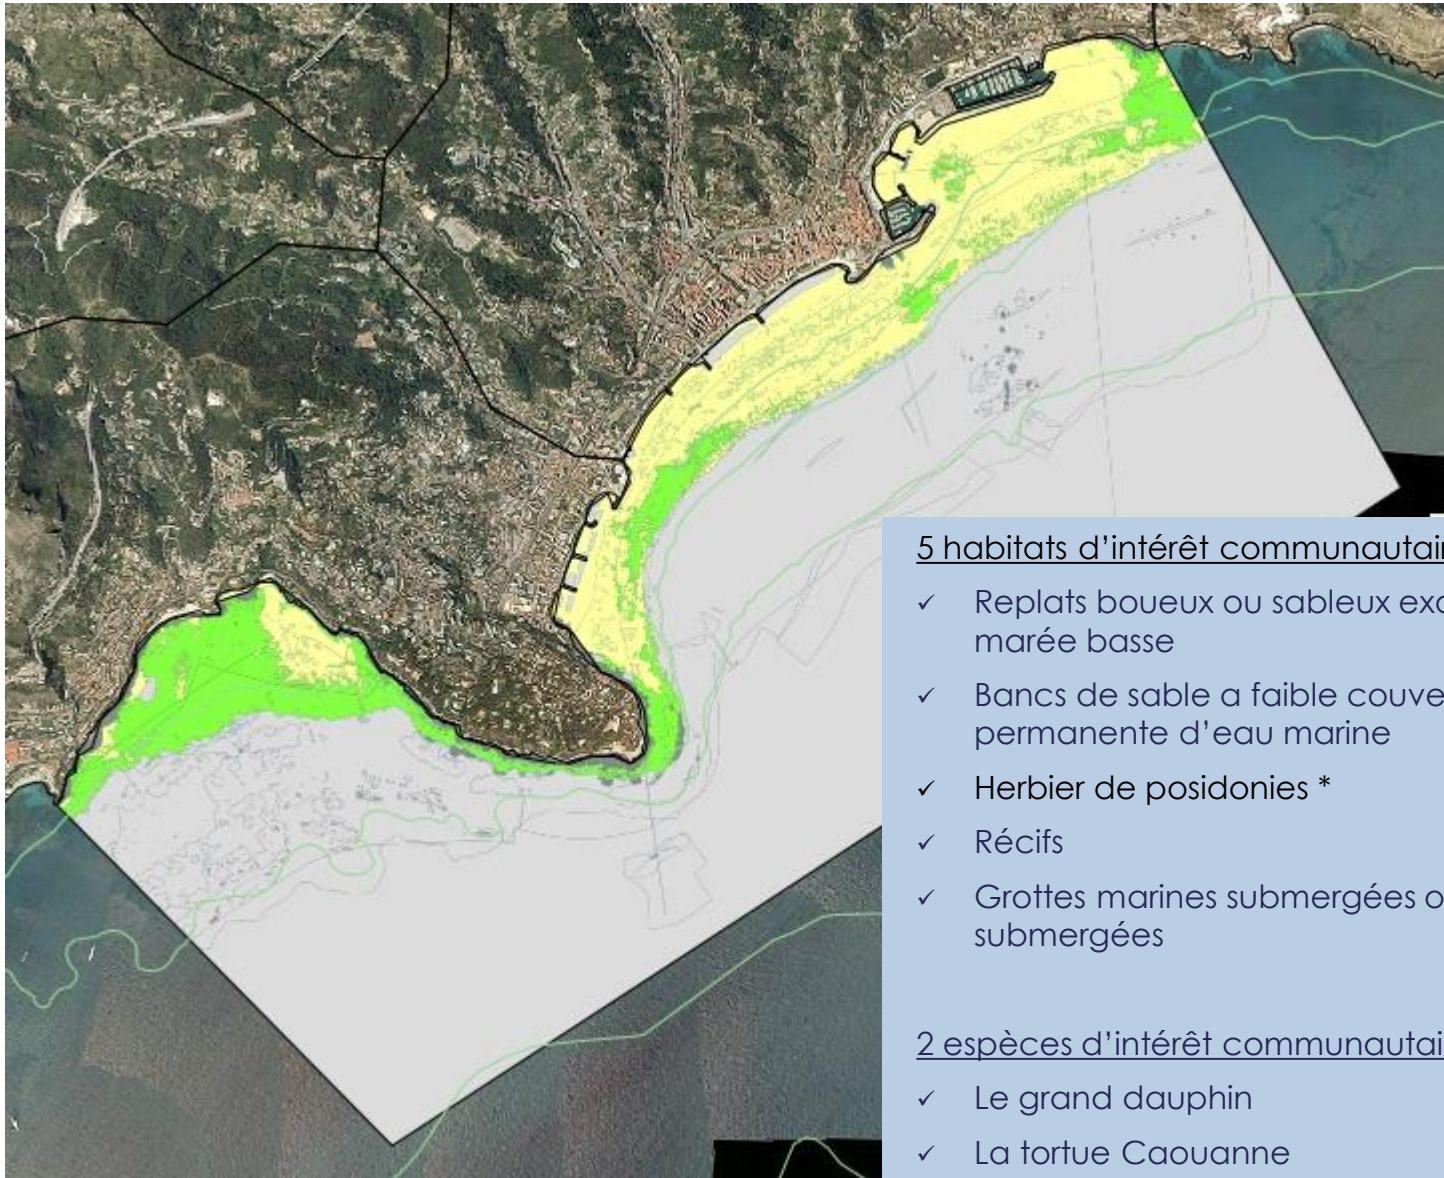 5 habitats d’intérêt communautair
✓ Replats boueux ou sableux exo
marée basse
✓ Bancs de sable a faible couve
permanente d’eau marine
✓ Herbier de posidonies *
✓ Récifs
✓ Grottes marines submergées o
submergées
2 espèces d’intérêt communautai
✓ Le grand dauphin
✓ La tortue Caouanne